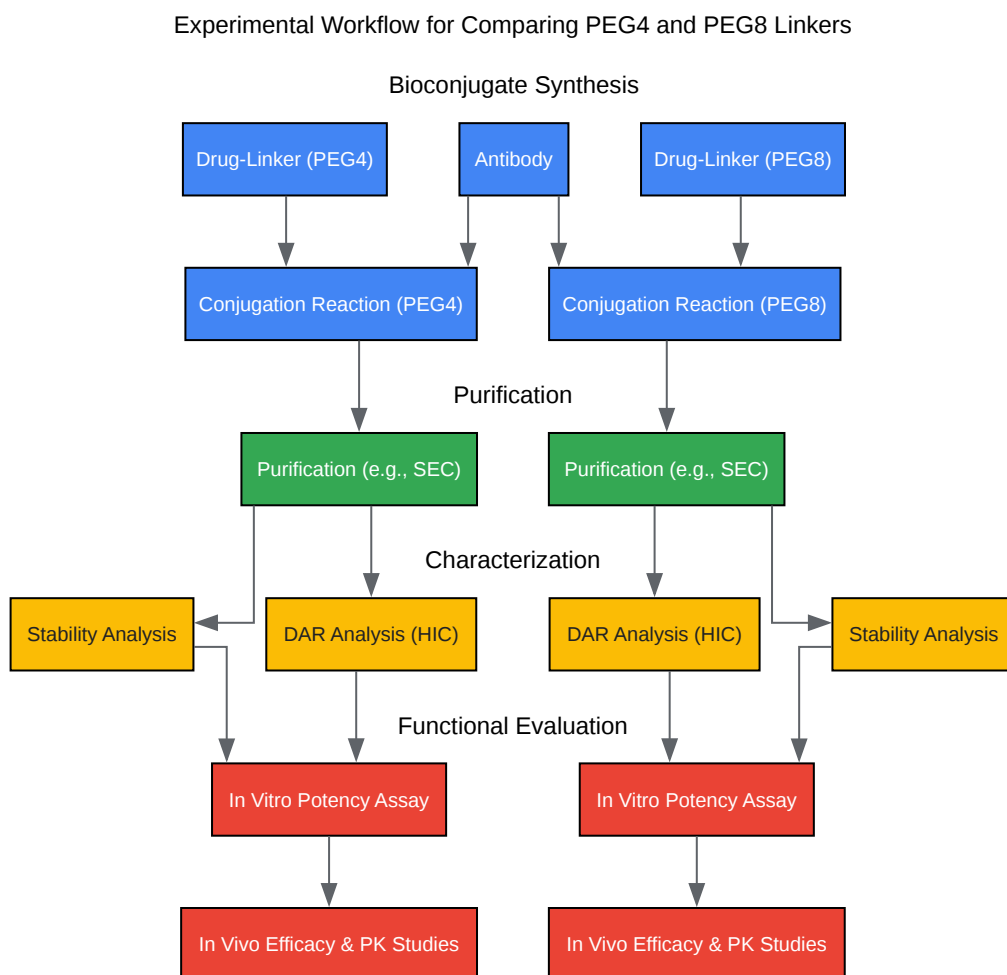 Experimental Workflow for Comparing PEG4 and PEG8 Linkers
Bioconjugate Synthesis
Drug-Linker (PEG4)
Antibody
Drug-Linker (PEG8)
Conjugation Reaction (PEG4)
Conjugation Reaction (PEG8)
Purification
Purification (e.g., SEC)
Purification (e.g., SEC)
Characterization
Stability Analysis
DAR Analysis (HIC)
DAR Analysis (HIC)
Stability Analysis
Functional Evaluation
In Vitro Potency Assay
In Vitro Potency Assay
In Vivo Efficacy & PK Studies
In Vivo Efficacy & PK Studies